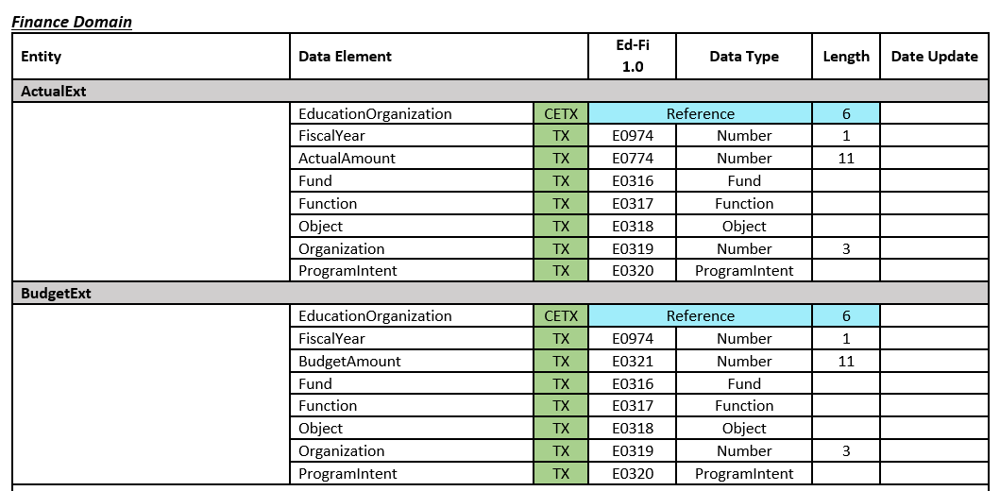 Finance Domain
Entity Data Element Ed-Fi 1.0 Data Type Length Date Update
ActualExt
EducationOrganization CETX Reference 6
FiscalYear TX E0974 Number 1
ActualAmount TX E0774 Number 11
Fund TX E0316 Fund
Function TX E0317 Function
Object TX E0318 Object
Organization TX E0319 Number 3
ProgramIntent TX E0320 ProgramIntent
BudgetExt
EducationOrganization CETX Reference 6
FiscalYear TX E0974 Number 1
BudgetAmount TX E0321 Number 11
Fund TX E0316 Fund
Function TX E0317 Function
Object TX E0318 Object
Organization TX E0319 Number 3
ProgramIntent TX E0320 ProgramIntent